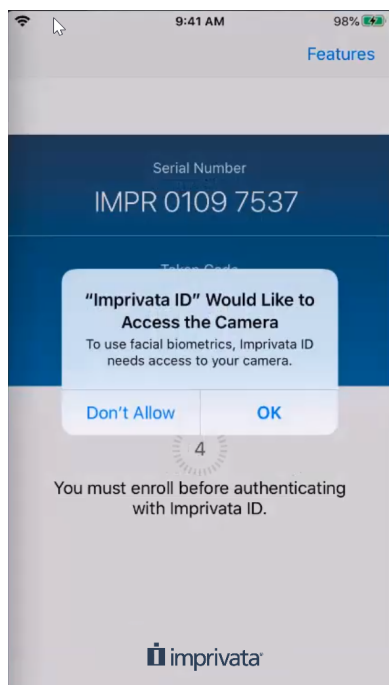 9:41 AM
98%
Features
Serial Number
IMPR 0109 7537
Token Code
“Imprivata ID” Would Like to
Access the Camera
To use facial biometrics, Imprivata ID
needs access to your camera.
Don’t Allow
OK
4
You must enroll before authenticating
with Imprivata ID.
imprivata®